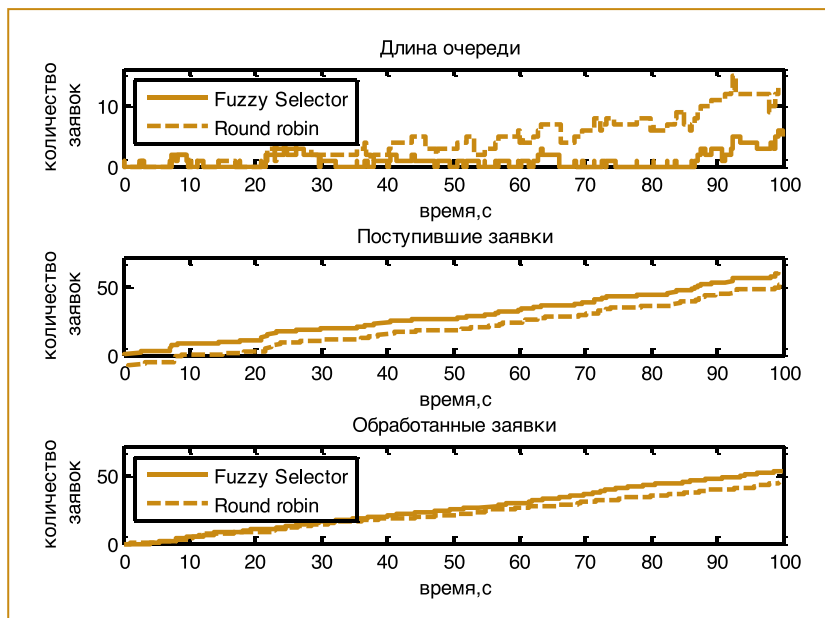 Длина очереди
количество
заявок
10
0
Fuzzy Selector
Round robin
0 10 20 30 40 50 60 70 80 90 100
время,с
Поступившие заявки
количество
заявок
50
0
0 10 20 30 40 50 60 70 80 90 100
время,с
Обработанные заявки
количество
заявок
50
0
Fuzzy Selector
Round robin
0 10 20 30 40 50 60 70 80 90 100
время,с